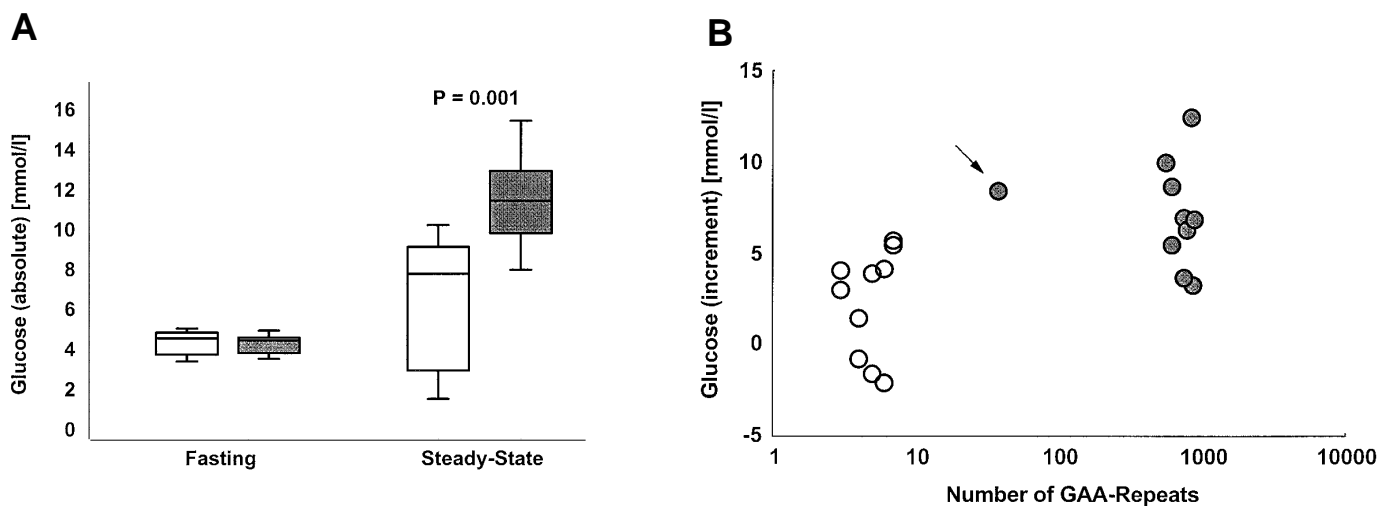 A
Glucose (absolute) [mmol/l]
16
14
12
10
8
6
4
2
0
P = 0.001
Fasting
Steady-State
B
Glucose (increment) [mmol/l]
15
10
5
0
-5
1
10
100
1000
10000
Number of GAA-Repeats